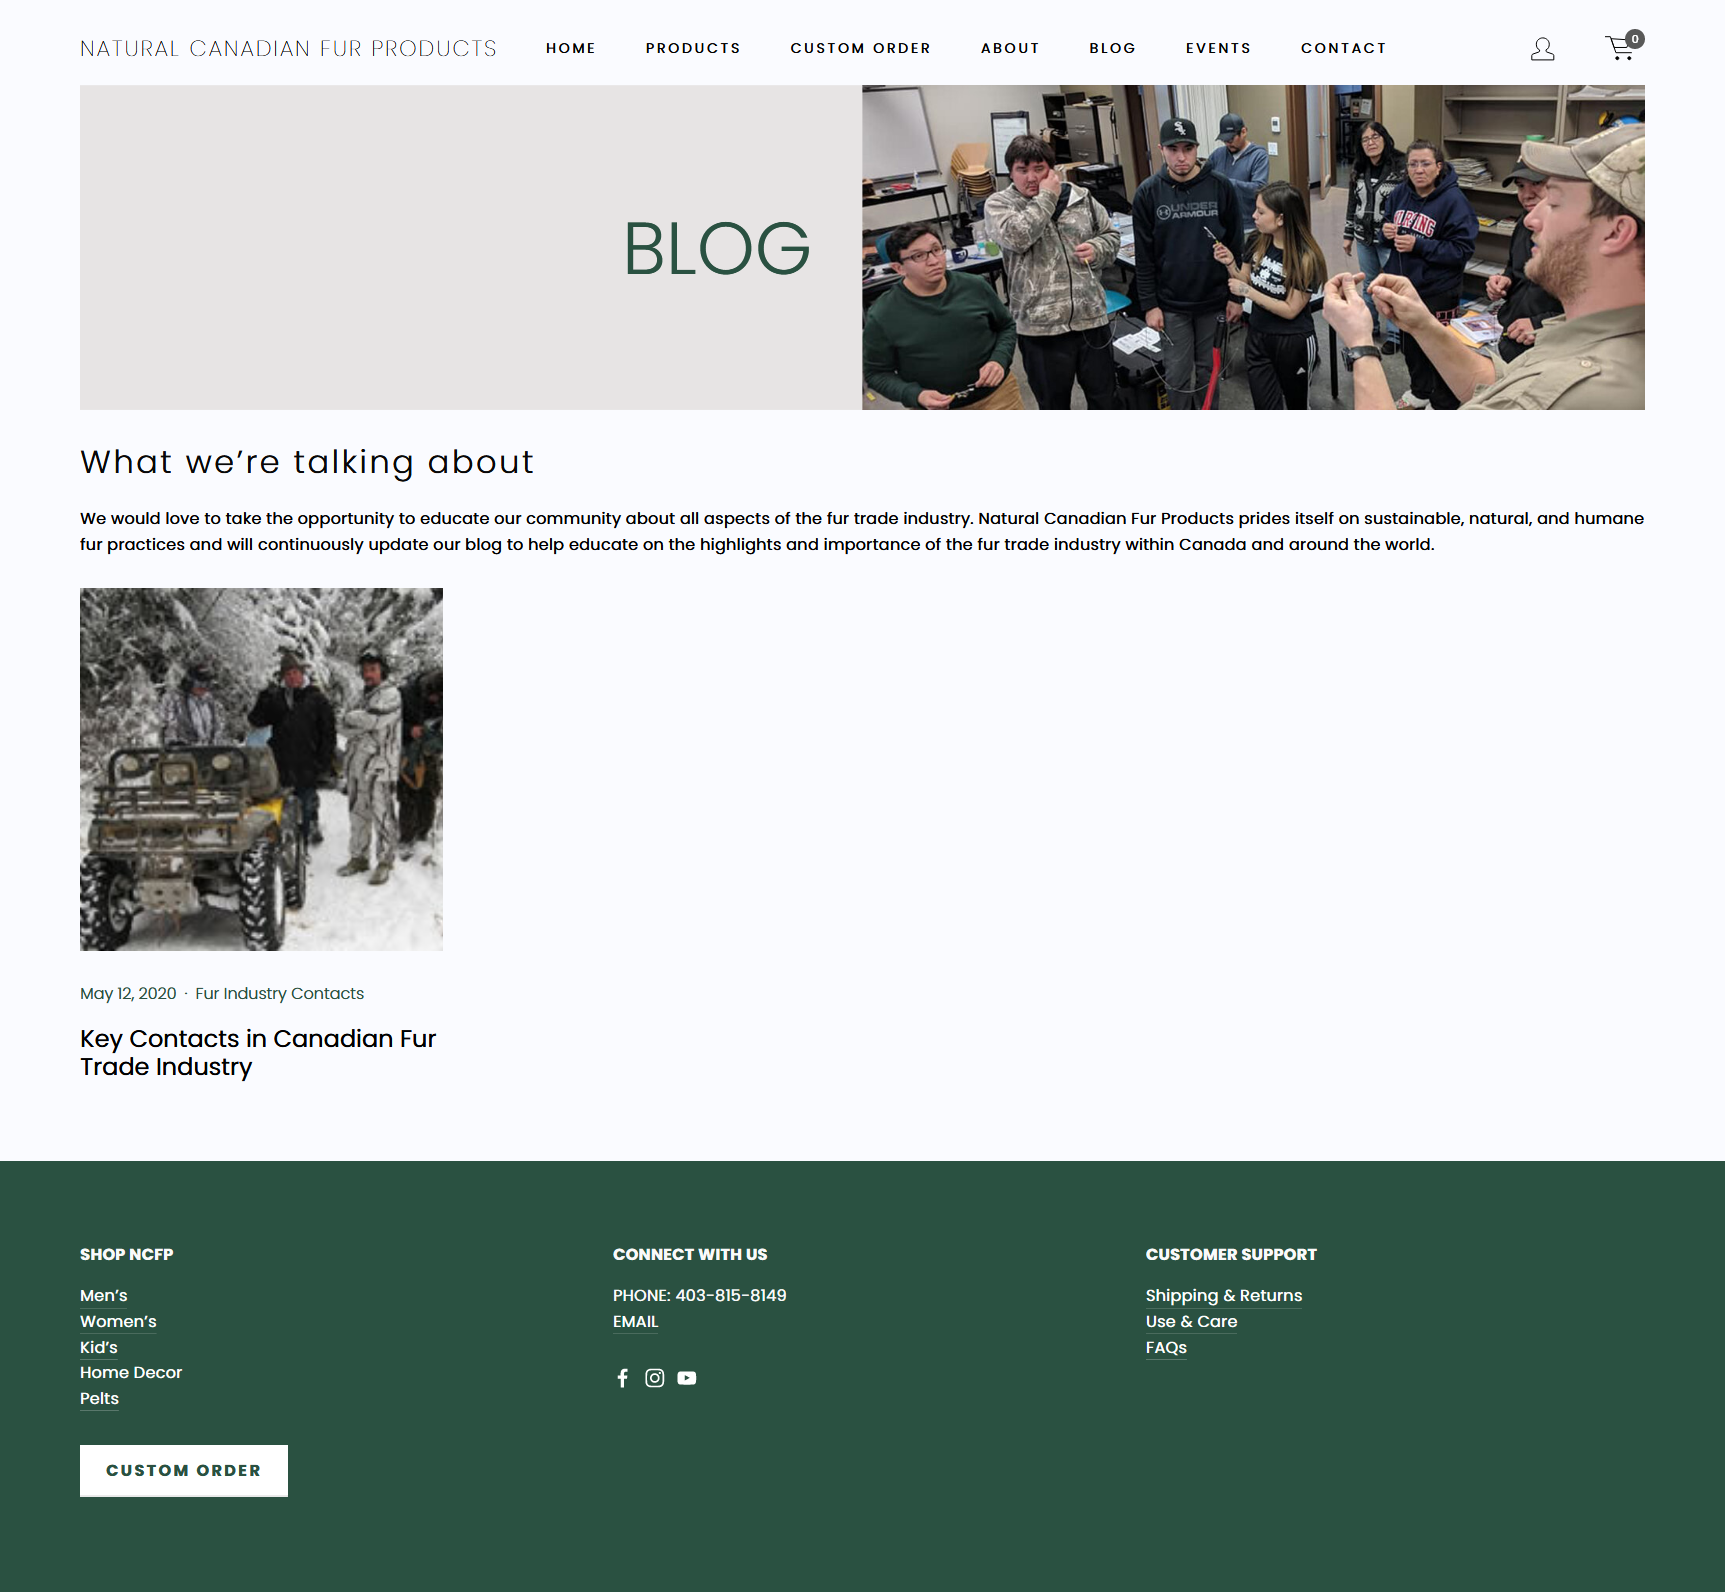 NATURAL CANADIAN FUR PRODUCTS
HOME PRODUCTS CUSTOM ORDER ABOUT BLOG EVENTS CONTACT
0
BLOG
UNDER
ARMOUR
What we're talking about
We would love to take the opportunity to educate our community about all aspects of the fur trade industry. Natural Canadian Fur Products prides itself on sustainable, natural, and humane
fur practices and will continuously update our blog to help educate on the highlights and importance of the fur trade industry within Canada and around the world.
May 12, 2020 · Fur Industry Contacts
Key Contacts in Canadian Fur
Trade Industry
SHOP NCFP
Men's
Women's
Kid's
Home Decor
Pelts
CUSTOM ORDER
CONNECT WITH US
PHONE: 403-815-8149
EMAIL
CUSTOMER SUPPORT
Shipping & Returns
Use & Care
FAQs